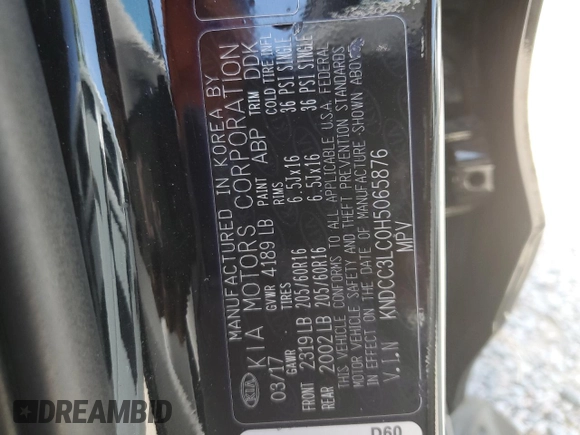 MANUFACTURED IN KOREA BY
KIA MOTORS CORPORATION
03/17 GVWR 4189 LB PAINT ABP TRIM DDK
GAWR TIRES RIMS COLD TIRE INFL
FRONT 2319 LB 205/60R16 6.5Jx16 36 PSI SINGLE
REAR 2002 LB 205/60R16 6.5Jx16 36 PSI SINGLE
THIS VEHICLE CONFORMS TO ALL APPLICABLE U.S.A. FEDERAL
MOTOR VEHICLE SAFETY AND THEFT PREVENTION STANDARDS
IN EFFECT ON THE DATE OF MANUFACTURE SHOWN ABOVE.
V.I.N KNDCC3LC0H5065876
MPV
KIA
D60
DREAMBID